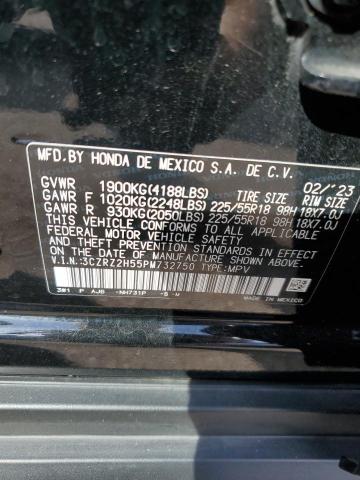 MFD.BY HONDA DE MEXICO S.A. DE C.V.
02/'23
GVWR 1900KG(4188LBS) TIRE SIZE RIM SIZE
GAWR F 1020KG(2248LBS) 225/55R18 98H 18X7.0J
GAWR R 930KG(2050LBS) 225/55R18 98H 18X7.0J
THIS VEHICLE CONFORMS TO ALL APPLICABLE
FEDERAL MOTOR VEHICLE SAFETY AND THEFT
PREVENTION STANDARDS IN EFFECT ON THE
DATE OF MANUFACTURE SHOWN ABOVE.
V.I.N.:3CZRZ2H55PM732750 TYPE:MPV
NH731P
MADE IN MEXICO